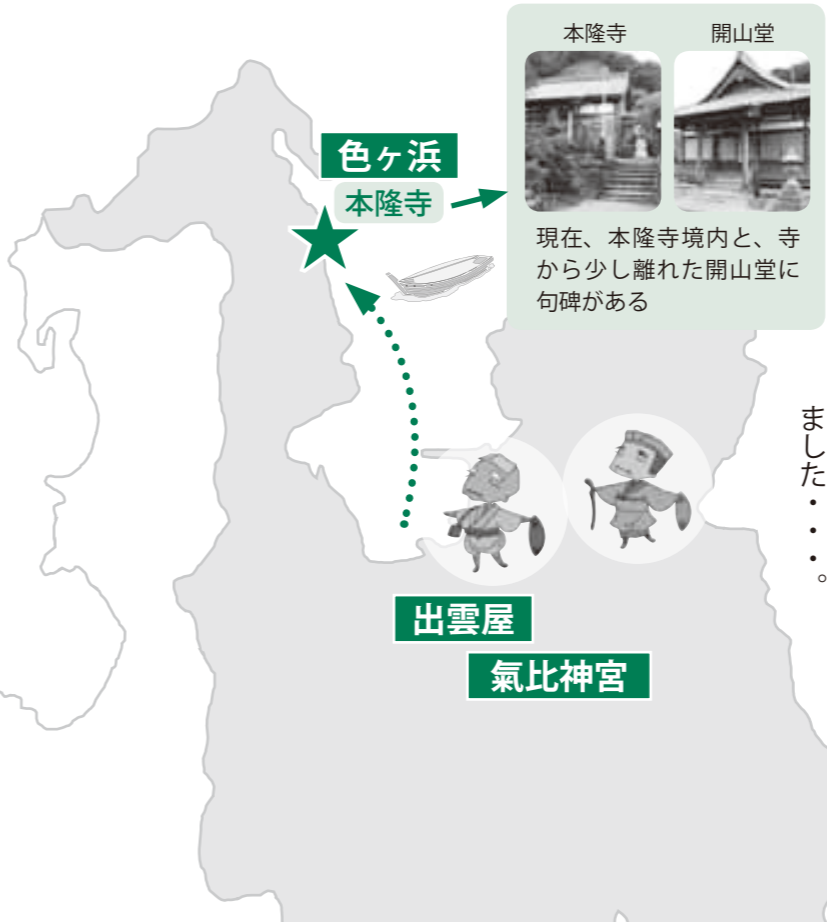 本隆寺
開山堂
色ヶ浜
本隆寺
現在、本隆寺境内と、寺
から少し離れた開山堂に
句碑がある
ました・・・。
出雲屋
氣比神宮